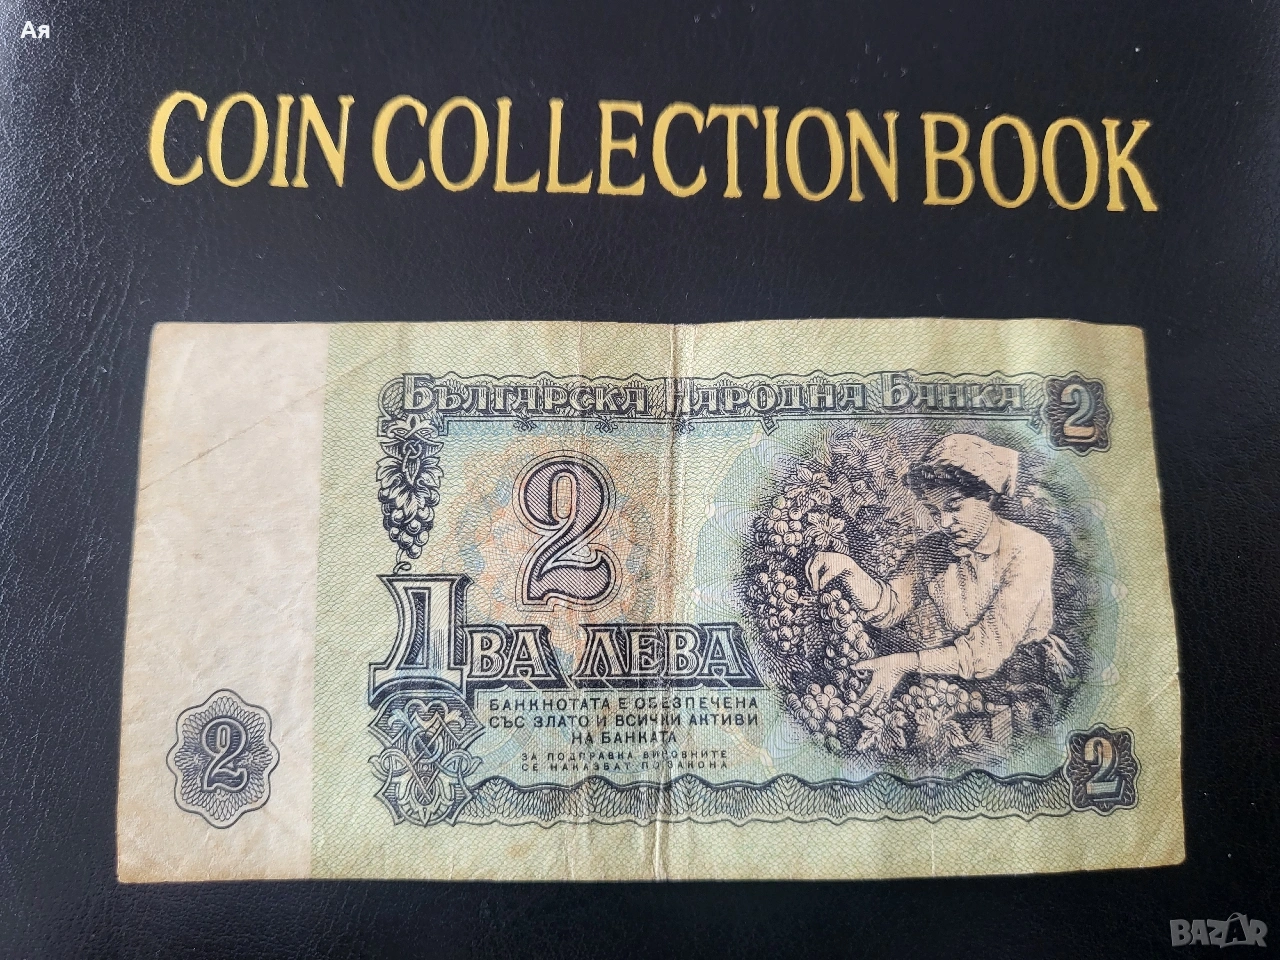 Ая
COIN COLLECTION BOOK
Българска Народна Банка 2
2
Два лева
БАНКНОТАТА Е ОБЕЗПЕЧЕНА
СЪС ЗЛАТО И ВСИЧКИ АКТИВИ
НА БАНКАТА
ЗА ПОДПРАВКА ВИНОВНИТЕ
СЕ НАКАЗВАТ ПО ЗАКОНА
2 2
BAZAR